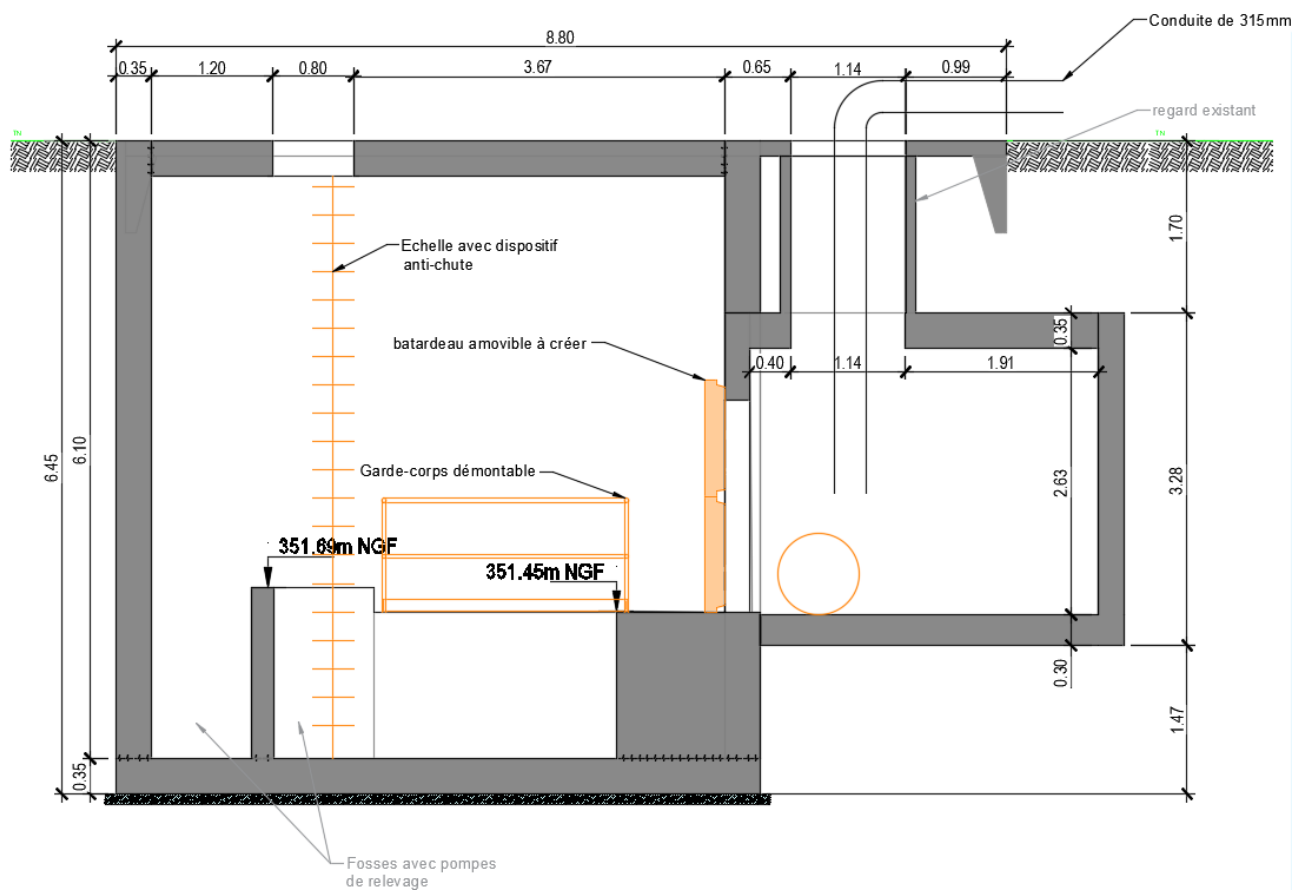 Conduite de 315mm
8.80
0.35
1.20
0.80
3.67
0.65
1.14
0.99
regard existant
TN
TN
Echelle avec dispositif
anti-chute
1.70
batardeau amovible à créer
0.35
0.40
1.14
1.91
6.45
6.10
Garde-corps démontable
2.63
3.28
351.69m NGF
351.45m NGF
0.30
1.47
0.35
Fosses avec pompes
de relevage